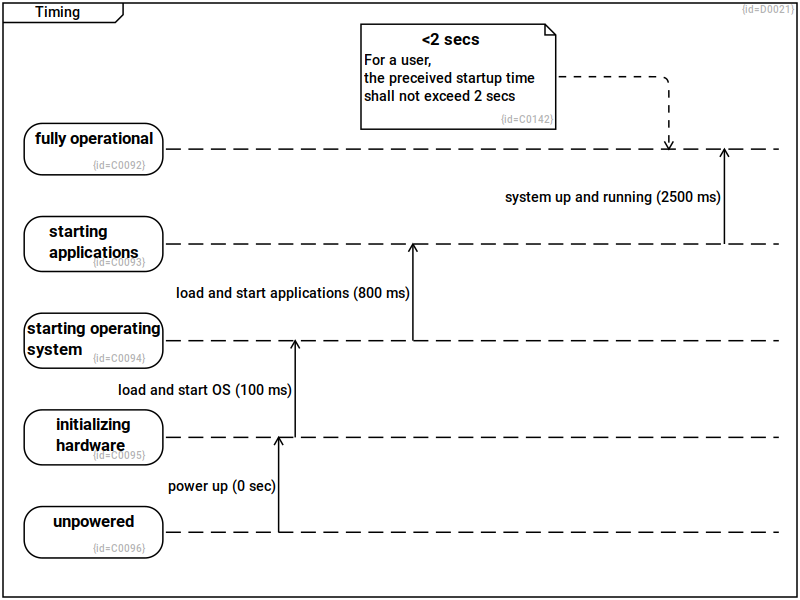 Timing
{id=D0021}
<2 secs
For a user,
the preceived startup time
shall not exceed 2 secs
{id=C0142}
fully operational
{id=C0092}
system up and running (2500 ms)
starting
applications
{id=C0093}
load and start applications (800 ms)
starting operating
system
{id=C0094}
load and start OS (100 ms)
initializing
hardware
{id=C0095}
power up (0 sec)
unpowered
{id=C0096}